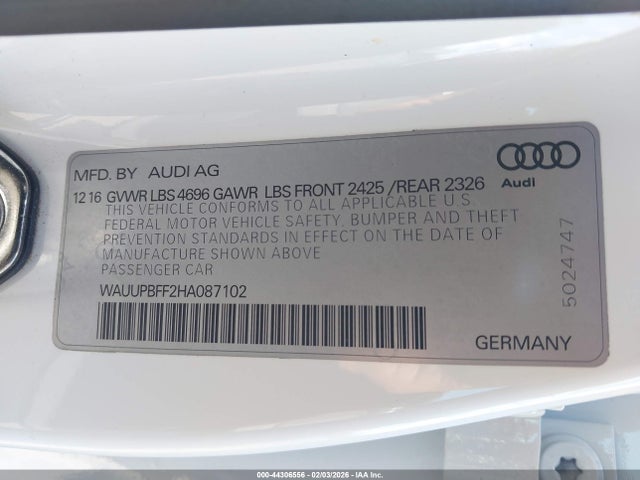 MFD. BY AUDI AG
Audi
12 16 GVWR LBS 4696 GAWR LBS FRONT 2425 /REAR 2326
THIS VEHICLE CONFORMS TO ALL APPLICABLE U.S.
FEDERAL MOTOR VEHICLE SAFETY, BUMPER AND THEFT
PREVENTION STANDARDS IN EFFECT ON THE DATE OF
MANUFACTURE SHOWN ABOVE
PASSENGER CAR
WAUUPBFF2HA087102
GERMANY
5024747
000-44306556 - 02/03/2026 - IAAI